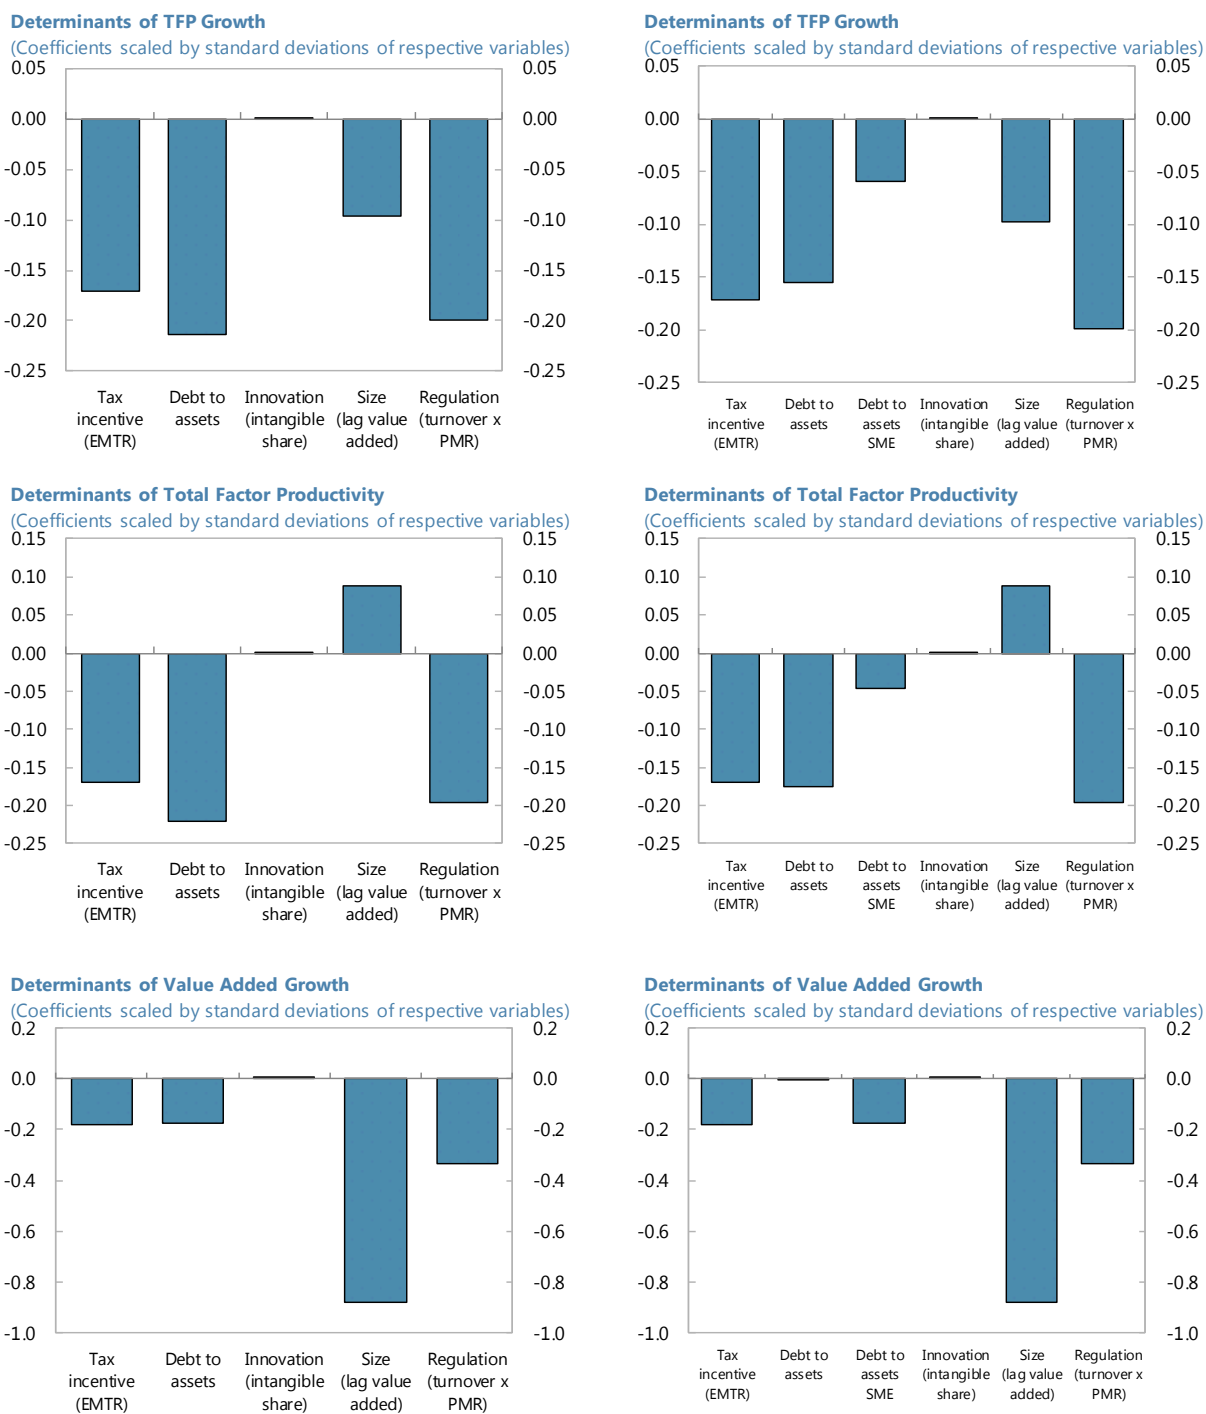 Determinants of TFP Growth
(Coefficients scaled by standard deviations of respective variables)
0.05
0.00
-0.05
-0.10
-0.15
-0.20
-0.25
0.05
0.00
-0.05
-0.10
-0.15
-0.20
-0.25
Tax
incentive
(EMTR)
Debt to
assets
Innovation
(intangible
share)
Size
(lag value
added)
Regulation
(turnover x
PMR)
Determinants of TFP Growth
(Coefficients scaled by standard deviations of respective variables)
0.05
0.00
-0.05
-0.10
-0.15
-0.20
-0.25
0.05
0.00
-0.05
-0.10
-0.15
-0.20
-0.25
Tax
incentive
(EMTR)
Debt to
assets
Debt to
assets
SME
Innovation
(intangible
share)
Size
(lag value
added)
Regulation
(turnover x
PMR)
Determinants of Total Factor Productivity
(Coefficients scaled by standard deviations of respective variables)
0.15
0.10
0.05
0.00
-0.05
-0.10
-0.15
-0.20
-0.25
0.15
0.10
0.05
0.00
-0.05
-0.10
-0.15
-0.20
-0.25
Tax
incentive
(EMTR)
Debt to
assets
Innovation
(intangible
share)
Size
(lag value
added)
Regulation
(turnover x
PMR)
Determinants of Total Factor Productivity
(Coefficients scaled by standard deviations of respective variables)
0.15
0.10
0.05
0.00
-0.05
-0.10
-0.15
-0.20
-0.25
0.15
0.10
0.05
0.00
-0.05
-0.10
-0.15
-0.20
-0.25
Tax
incentive
(EMTR)
Debt to
assets
Debt to
assets
SME
Innovation
(intangible
share)
Size
(lag value
added)
Regulation
(turnover x
PMR)
Determinants of Value Added Growth
(Coefficients scaled by standard deviations of respective variables)
0.2
0.0
-0.2
-0.4
-0.6
-0.8
-1.0
0.2
0.0
-0.2
-0.4
-0.6
-0.8
-1.0
Tax
incentive
(EMTR)
Debt to
assets
Innovation
(intangible
share)
Size
(lag value
added)
Regulation
(turnover x
PMR)
Determinants of Value Added Growth
(Coefficients scaled by standard deviations of respective variables)
0.2
0.0
-0.2
-0.4
-0.6
-0.8
-1.0
0.2
0.0
-0.2
-0.4
-0.6
-0.8
-1.0
Tax
incentive
(EMTR)
Debt to
assets
Debt to
assets
SME
Innovation
(intangible
share)
Size
(lag value
added)
Regulation
(turnover x
PMR)